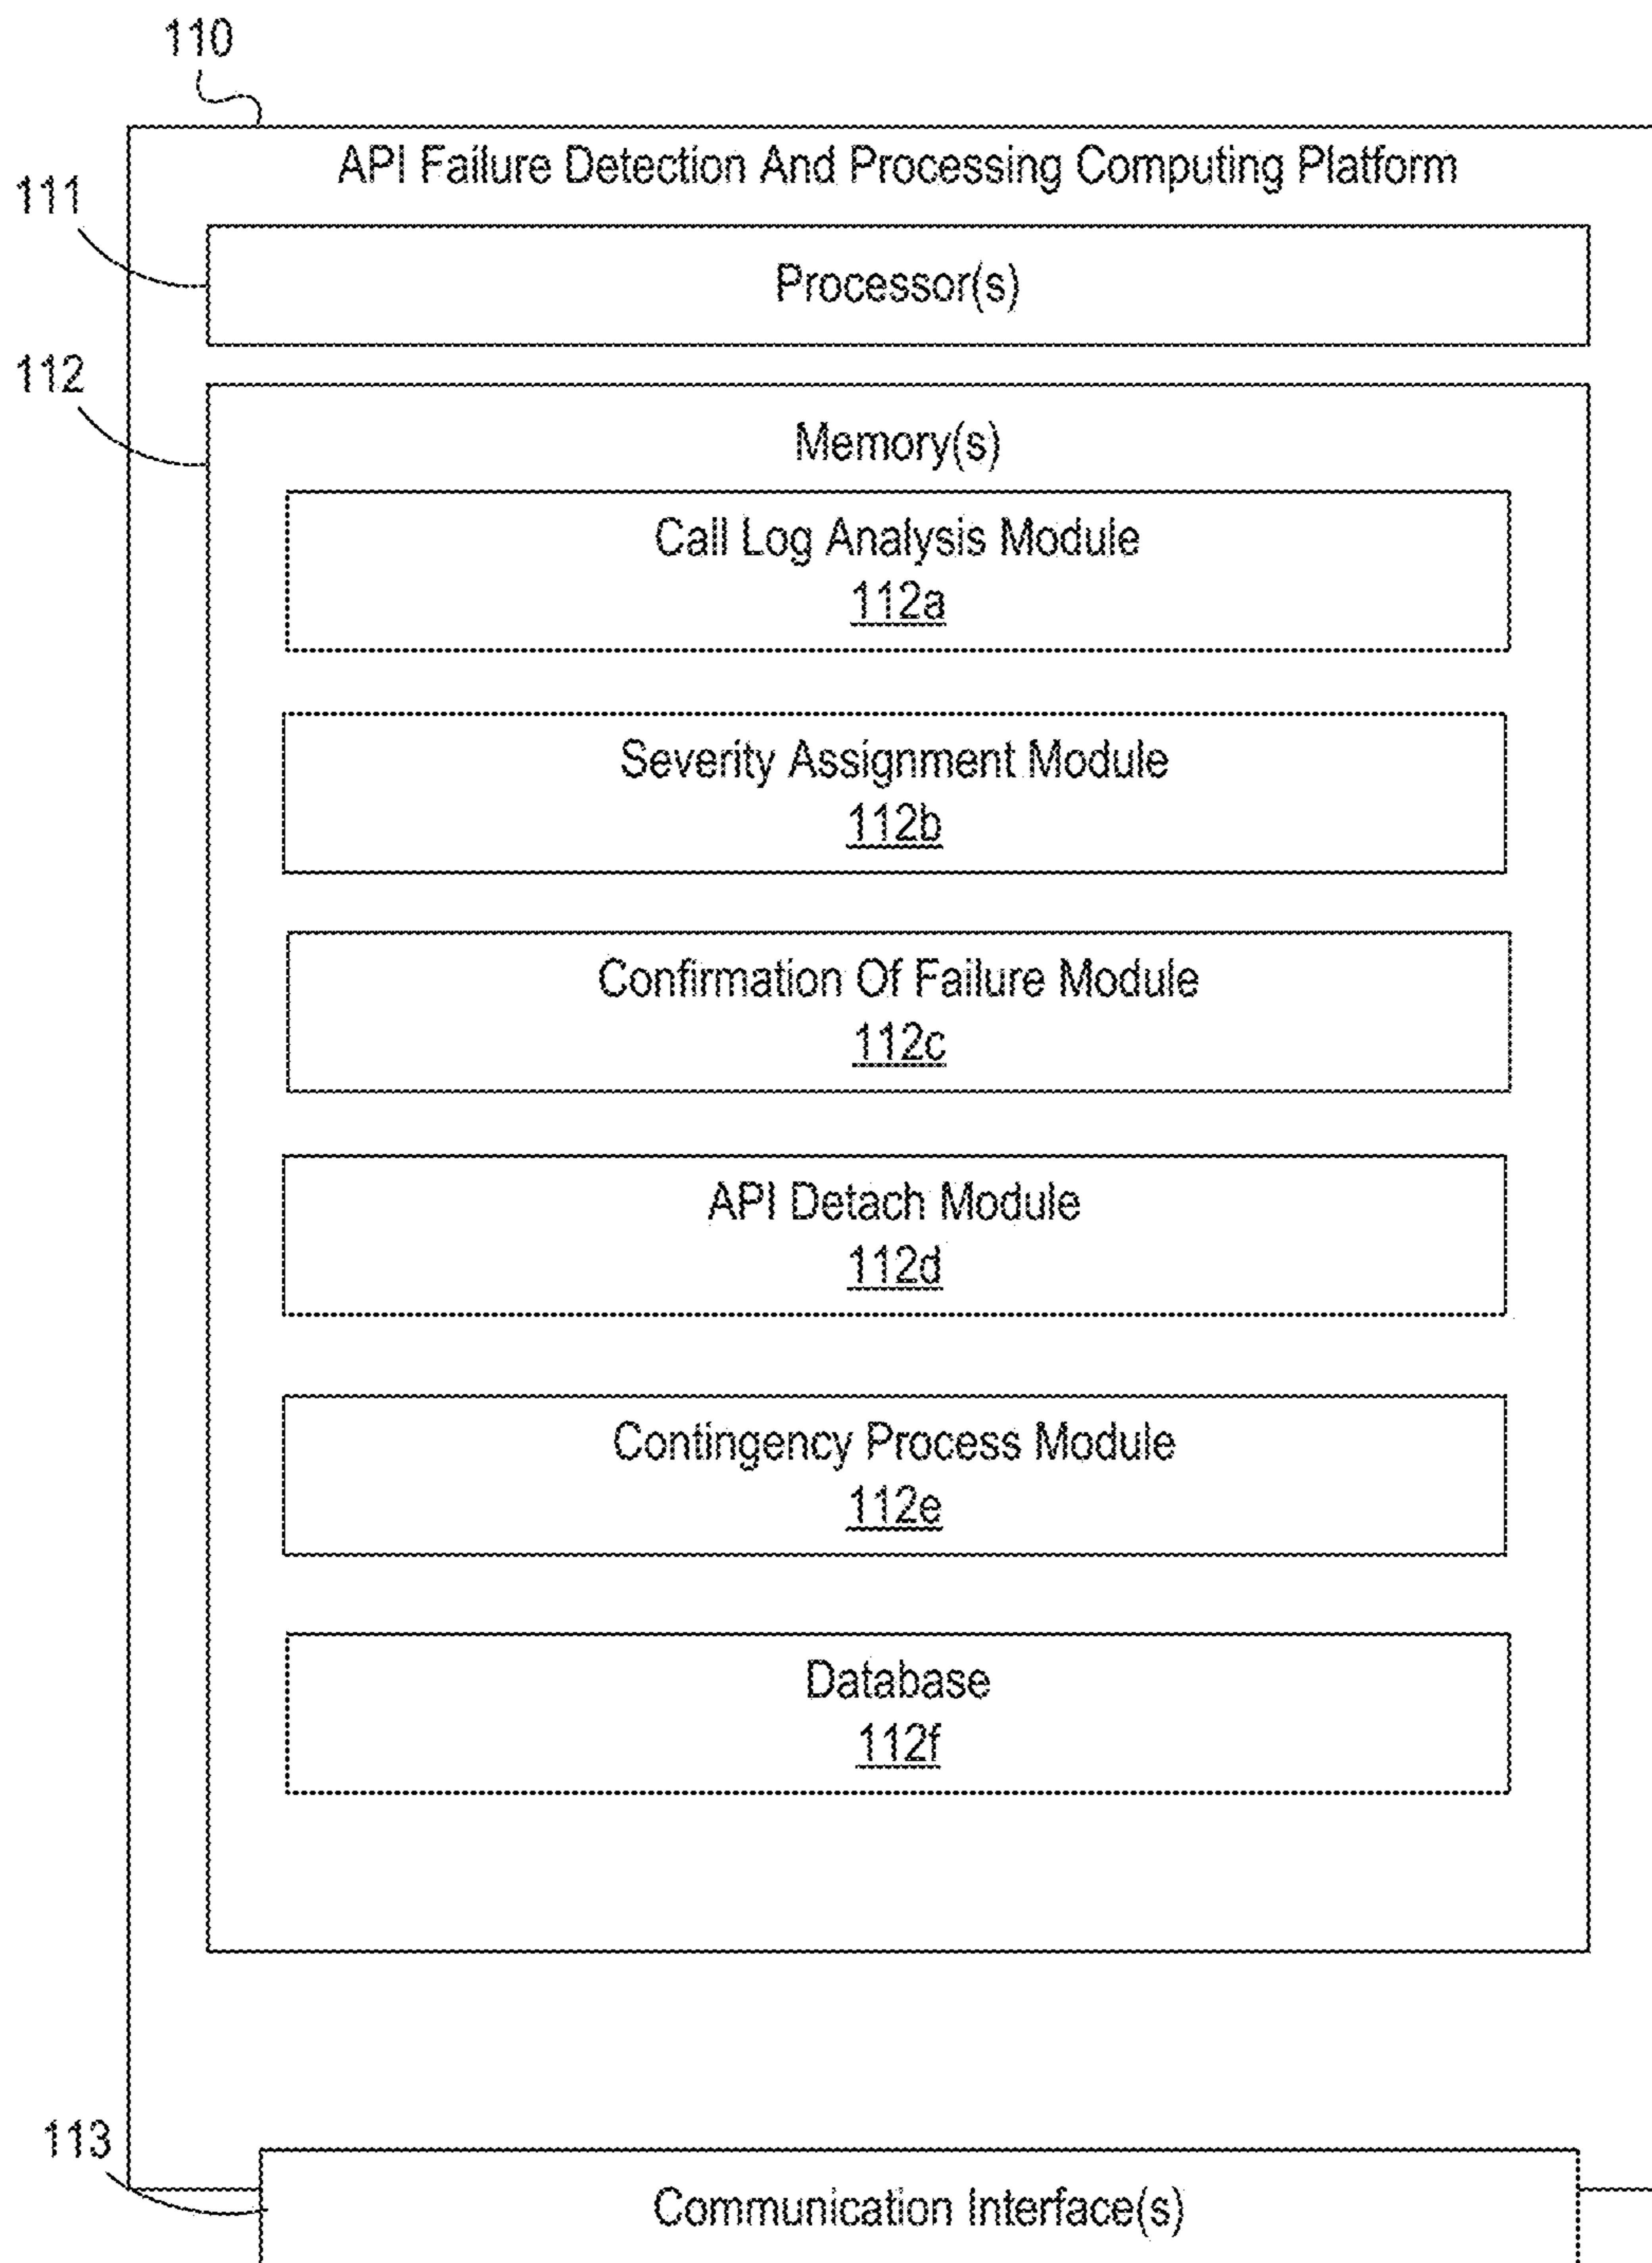 110
API Failure Detection And Processing Computing Platform
111
Processor(s)
112
Memory(s)
Call Log Analysis Module
112a
Severity Assignment Module
112b
Confirmation Of Failure Module
112c
API Detach Module
112d
Contingency Process Module
112e
Database
112f
113
Communication Interface(s)